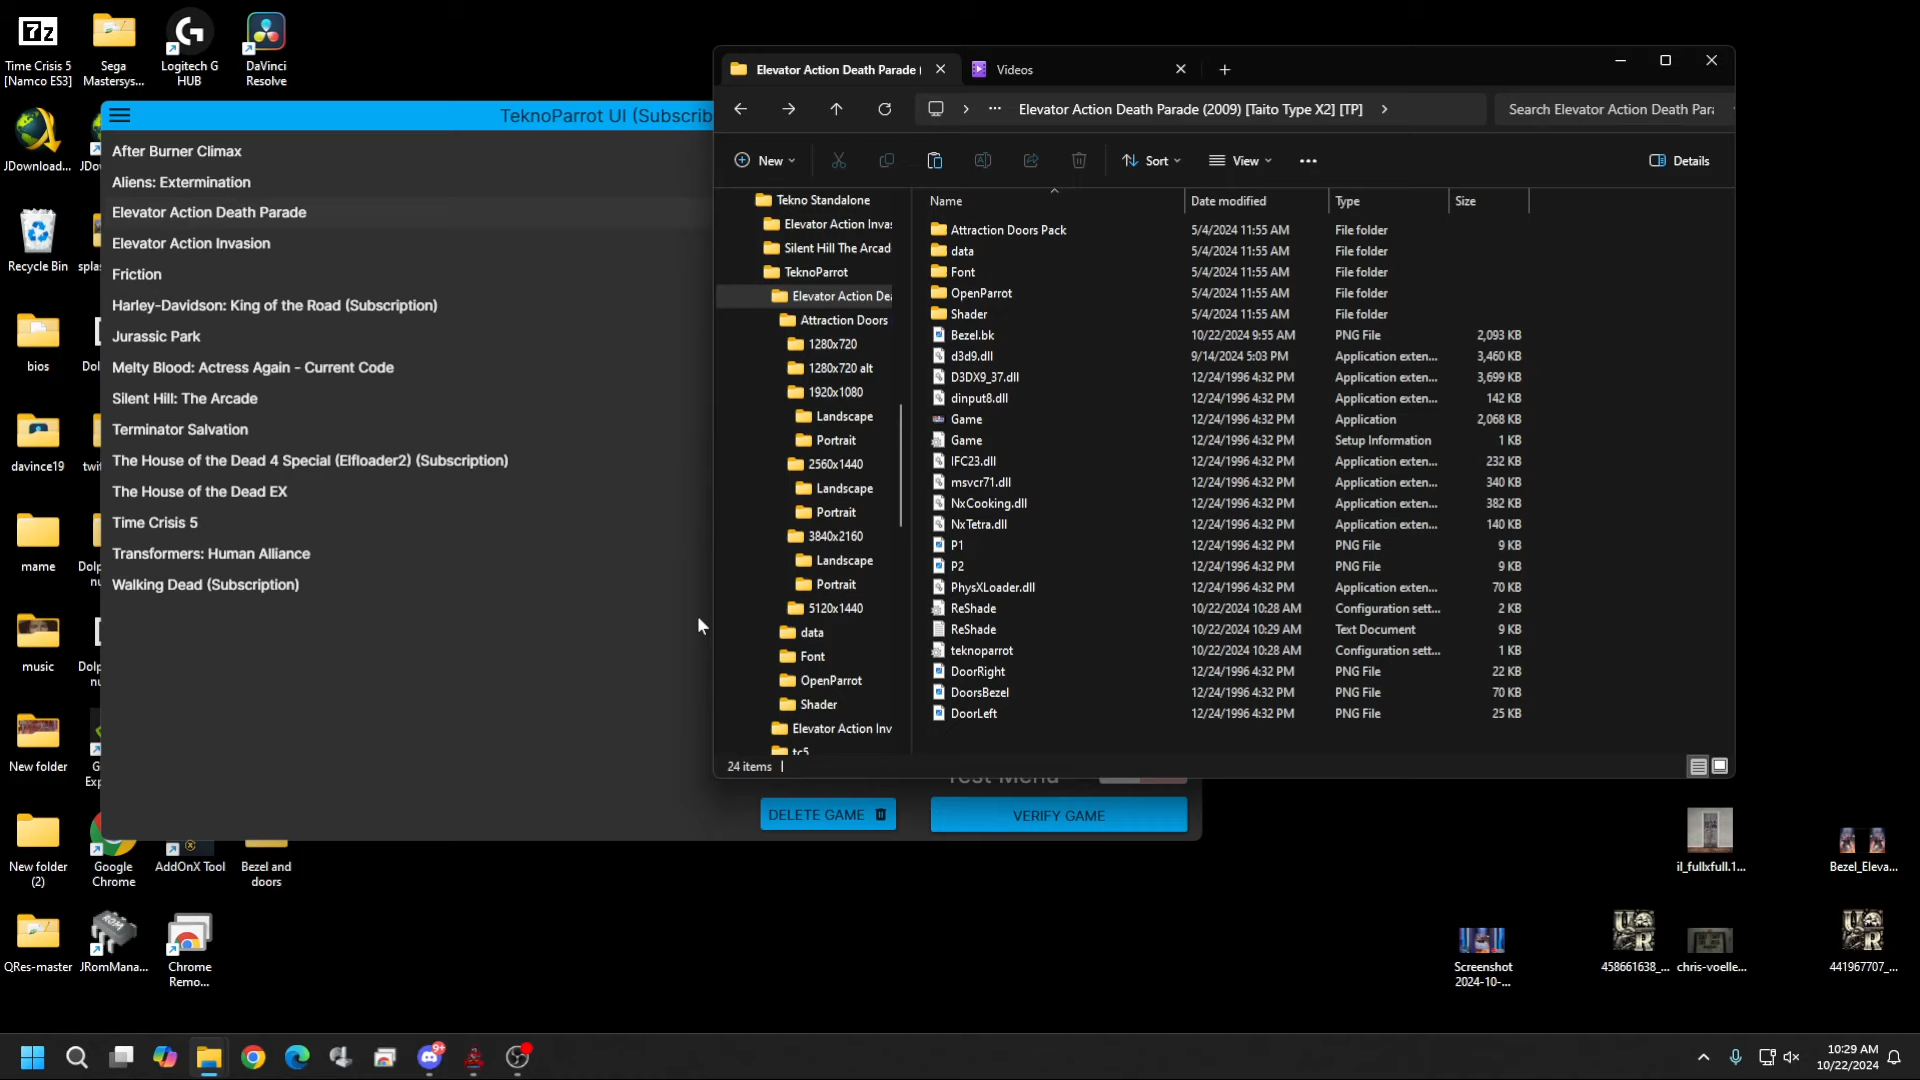 Time Crisis 5
[Namco ES3]
Sega
Mastersys...
Logitech G
HUB
DaVinci
Resolve
JDownload...
Recycle Bin
bios
davince19
mame
music
New folder
New folder
(2)
Google
Chrome
AddOnX Tool
Bezel and
doors
QRes-master
JRomMana...
Chrome
Remo...
TeknoParrot UI (Subscrib
After Burner Climax
Aliens: Extermination
Elevator Action Death Parade
Elevator Action Invasion
Friction
Harley-Davidson: King of the Road (Subscription)
Jurassic Park
Melty Blood: Actress Again - Current Code
Silent Hill: The Arcade
Terminator Salvation
The House of the Dead 4 Special (Elfloader2) (Subscription)
The House of the Dead EX
Time Crisis 5
Transformers: Human Alliance
Walking Dead (Subscription)
Test Menu
DELETE GAME
VERIFY GAME
Elevator Action Death Parade (
Videos
Elevator Action Death Parade (2009) [Taito Type X2] [TP]
Search Elevator Action Death Para
New
Sort
View
Details
Tekno Standalone
Elevator Action Invas
Silent Hill The Arcad
TeknoParrot
Elevator Action Dea
Attraction Doors
1280x720
1280x720 alt
1920x1080
Landscape
Portrait
2560x1440
Landscape
Portrait
3840x2160
Landscape
Portrait
5120x1440
data
Font
OpenParrot
Shader
Elevator Action Inv
tc5
Name Date modified Type Size
Attraction Doors Pack 5/4/2024 11:55 AM File folder
data 5/4/2024 11:55 AM File folder
Font 5/4/2024 11:55 AM File folder
OpenParrot 5/4/2024 11:55 AM File folder
Shader 5/4/2024 11:55 AM File folder
Bezel.bk 10/22/2024 9:55 AM PNG File 2,093 KB
d3d9.dll 9/14/2024 5:03 PM Application exten... 3,460 KB
D3DX9_37.dll 12/24/1996 4:32 PM Application exten... 3,699 KB
dinput8.dll 12/24/1996 4:32 PM Application exten... 142 KB
Game 12/24/1996 4:32 PM Application 2,068 KB
Game 12/24/1996 4:32 PM Setup Information 1 KB
IFC23.dll 12/24/1996 4:32 PM Application exten... 232 KB
msvcr71.dll 12/24/1996 4:32 PM Application exten... 340 KB
NxCooking.dll 12/24/1996 4:32 PM Application exten... 382 KB
NxTetra.dll 12/24/1996 4:32 PM Application exten... 140 KB
P1 12/24/1996 4:32 PM PNG File 9 KB
P2 12/24/1996 4:32 PM PNG File 9 KB
PhysXLoader.dll 12/24/1996 4:32 PM Application exten... 70 KB
ReShade 10/22/2024 10:28 AM Configuration sett... 2 KB
ReShade 10/22/2024 10:29 AM Text Document 9 KB
teknoparrot 10/22/2024 10:28 AM Configuration sett... 1 KB
DoorRight 12/24/1996 4:32 PM PNG File 22 KB
DoorsBezel 12/24/1996 4:32 PM PNG File 70 KB
DoorLeft 12/24/1996 4:32 PM PNG File 25 KB
24 items
il_fullxfull.1...
Bezel_Eleva...
Screenshot
2024-10-...
458661638_...
chris-voelle...
441967707_...
10:29 AM
10/22/2024